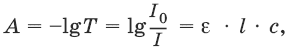 A = −lgT = lg I₀/I = ε · l · c,